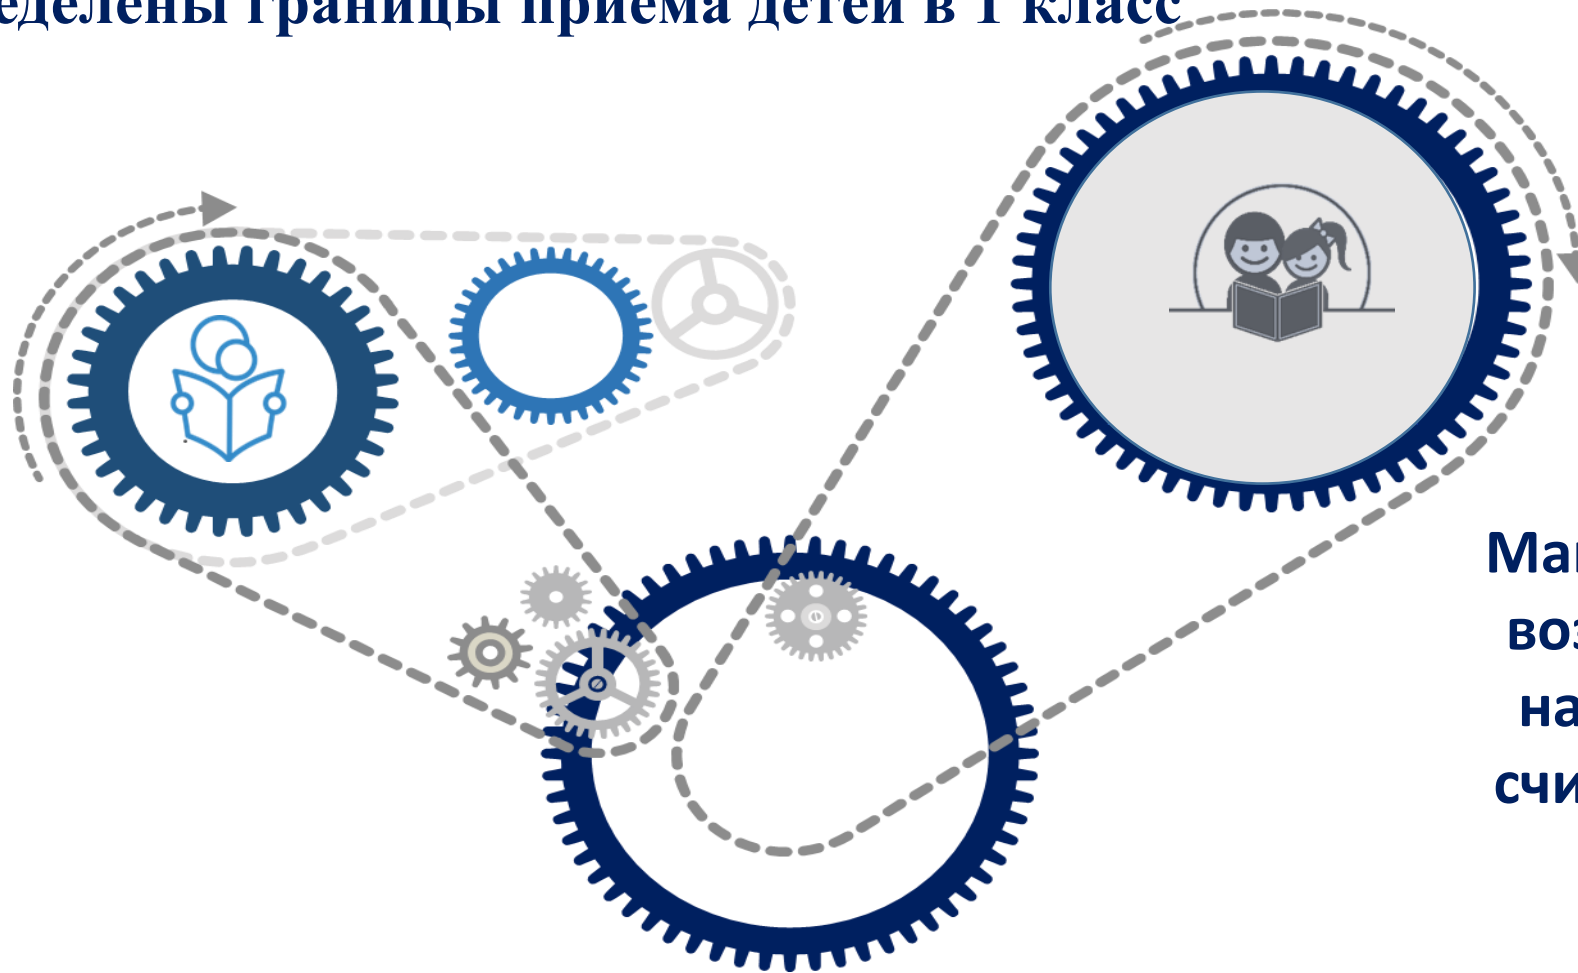 еделены границы приема детей в 1 класс
Ма
воз
на
счи